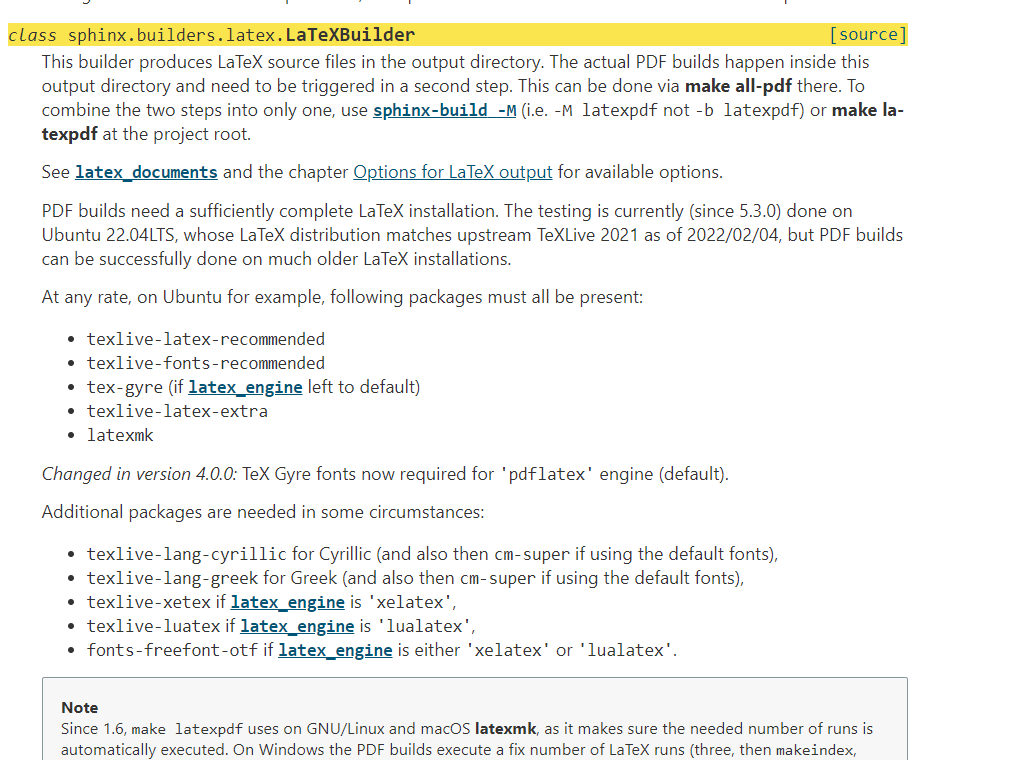 class sphinx.builders.latex.LaTeXBuilder [source]
This builder produces LaTeX source files in the output directory. The actual PDF builds happen inside this
output directory and need to be triggered in a second step. This can be done via make all-pdf there. To
combine the two steps into only one, use sphinx-build -M (i.e. -M latexpdf not -b latexpdf) or make la-
texpdf at the project root.
See latex_documents and the chapter Options for LaTeX output for available options.
PDF builds need a sufficiently complete LaTeX installation. The testing is currently (since 5.3.0) done on
Ubuntu 22.04LTS, whose LaTeX distribution matches upstream TeXLive 2021 as of 2022/02/04, but PDF builds
can be successfully done on much older LaTeX installations.
At any rate, on Ubuntu for example, following packages must all be present:
• texlive-latex-recommended
• texlive-fonts-recommended
• tex-gyre (if latex_engine left to default)
• texlive-latex-extra
• latexmk
Changed in version 4.0.0: TeX Gyre fonts now required for 'pdflatex' engine (default).
Additional packages are needed in some circumstances:
• texlive-lang-cyrillic for Cyrillic (and also then cm-super if using the default fonts),
• texlive-lang-greek for Greek (and also then cm-super if using the default fonts),
• texlive-xetex if latex_engine is 'xelatex',
• texlive-luatex if latex_engine is 'lualatex',
• fonts-freefont-otf if latex_engine is either 'xelatex' or 'lualatex'.
Note
Since 1.6, make latexpdf uses on GNU/Linux and macOS latexmk, as it makes sure the needed number of runs is
automatically executed. On Windows the PDF builds execute a fix number of LaTeX runs (three, then makeindex,